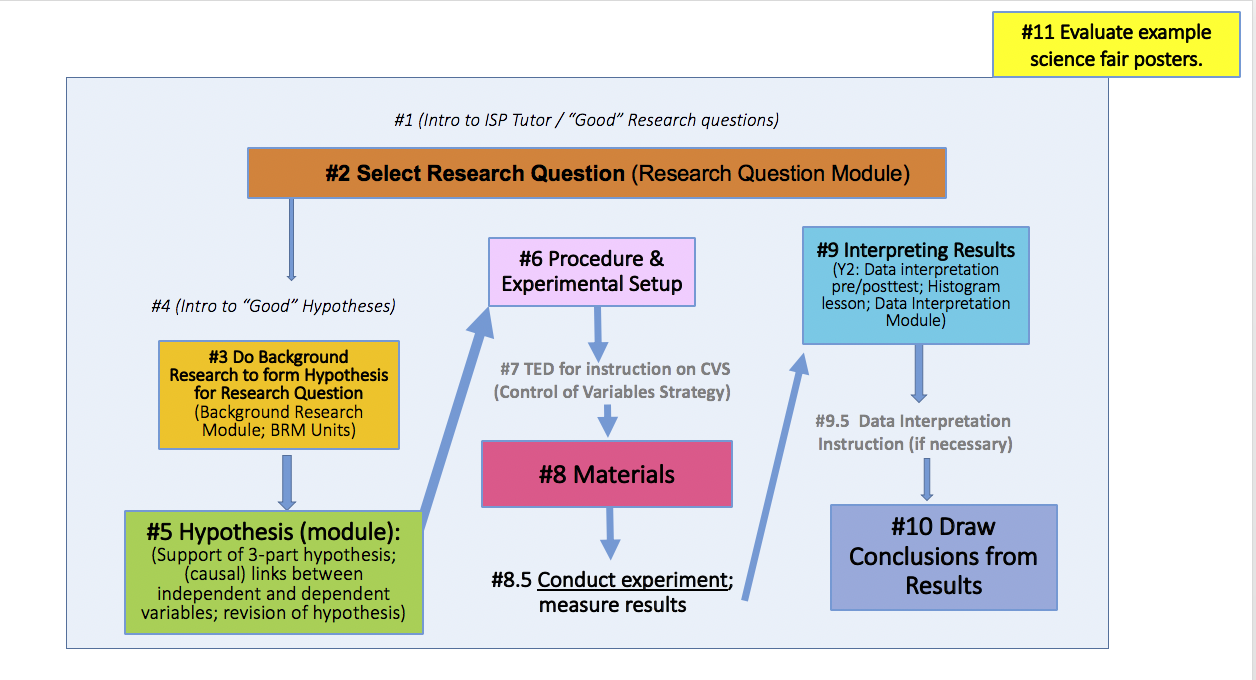 #11 Evaluate example
science fair posters.
#1 (Intro to ISP Tutor / “Good” Research questions)
#2 Select Research Question (Research Question Module)
#4 (Intro to “Good” Hypotheses)
#3 Do Background
Research to form Hypothesis
for Research Question
(Background Research
Module; BRM Units)
#5 Hypothesis (module):
(Support of 3-part hypothesis;
(causal) links between
independent and dependent
variables; revision of hypothesis)
#6 Procedure &
Experimental Setup
#7 TED for instruction on CVS
(Control of Variables Strategy)
#8 Materials
#8.5 Conduct experiment;
measure results
#9 Interpreting Results
(Y2: Data interpretation
pre/posttest; Histogram
lesson; Data Interpretation
Module)
#9.5 Data Interpretation
Instruction (if necessary)
#10 Draw
Conclusions from
Results